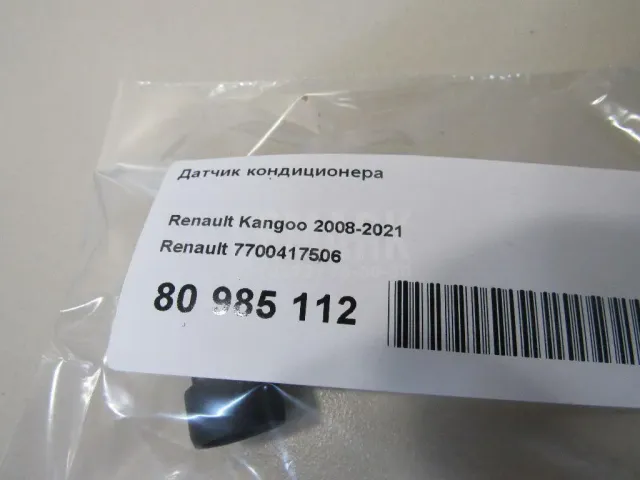 Датчик кондиционера
Renault Kangoo 2008-2021
Renault 7700417506
80 985 112